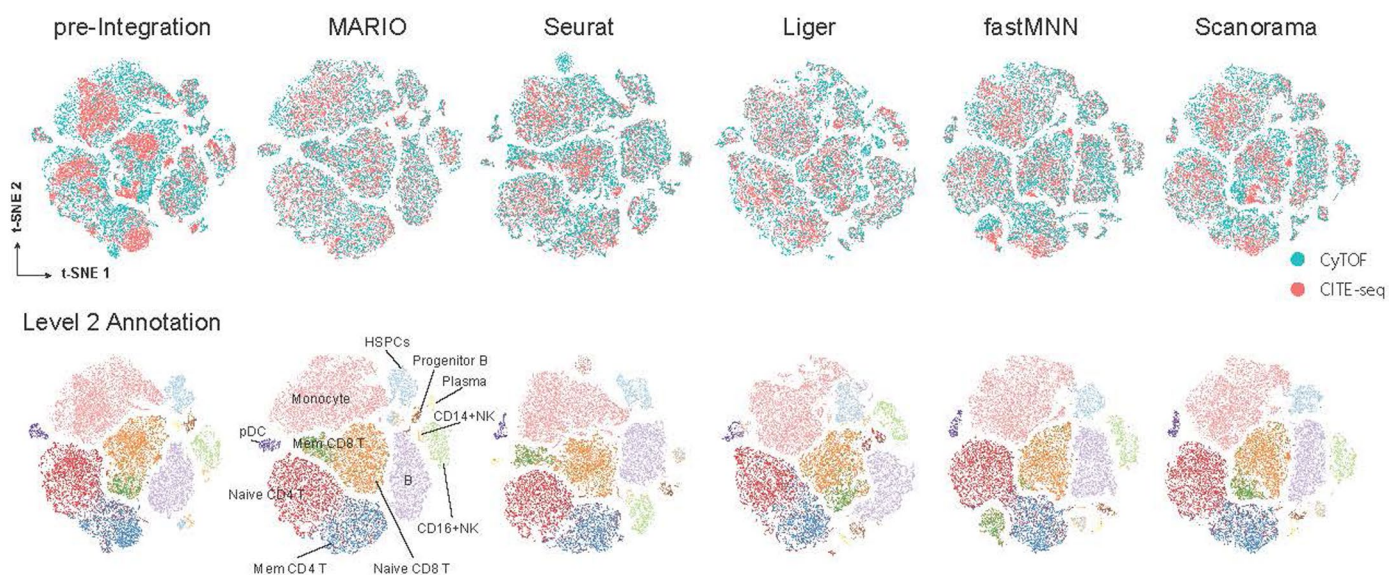 pre-Integration MARIO Seurat Liger fastMNN Scanorama
t-SNE 2
t-SNE 1
CyTOF
CITE-seq
Level 2 Annotation
HSPCs
Progenitor B
Plasma
Monocyte
CD14+NK
pDC
Mem CD8 T
B
Naive CD4 T
CD16+NK
Mem CD4 T
Naive CD8 T